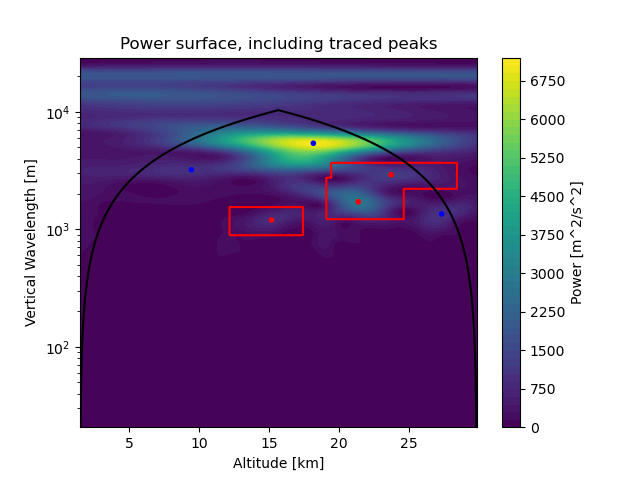 Power surface, including traced peaks
10^4
10^3
10^2
Vertical Wavelength [m]
5 10 15 20 25
Altitude [km]
6750
6000
5250
4500
3750
3000
2250
1500
750
0
Power [m^2/s^2]